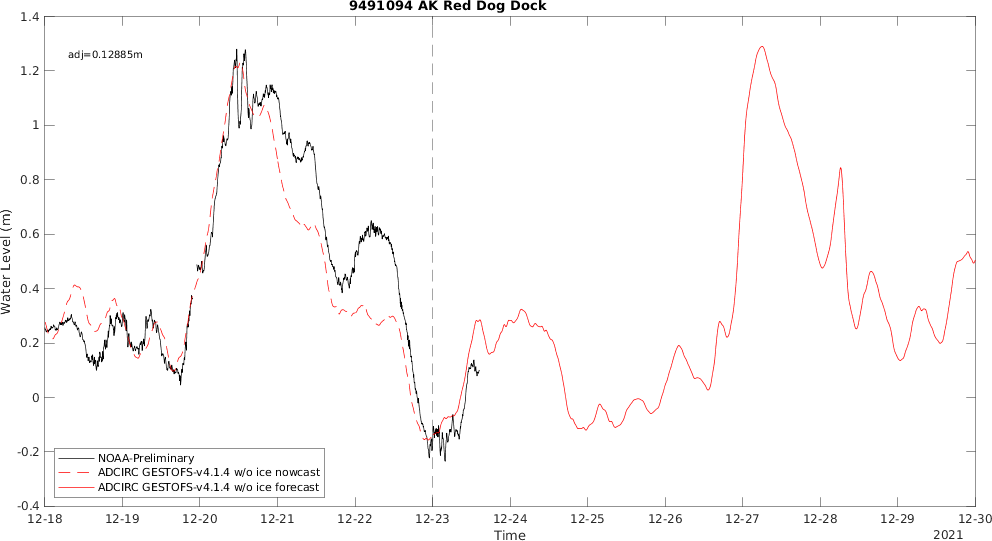 9491094 AK Red Dog Dock
adj=0.12885m
Water Level (m)
1.4
1.2
1
0.8
0.6
0.4
0.2
0
-0.2
-0.4
NOAA-Preliminary
ADCIRC GESTOFS-v4.1.4 w/o ice nowcast
ADCIRC GESTOFS-v4.1.4 w/o ice forecast
12-18 12-19 12-20 12-21 12-22 12-23 12-24 12-25 12-26 12-27 12-28 12-29 12-30
Time
2021